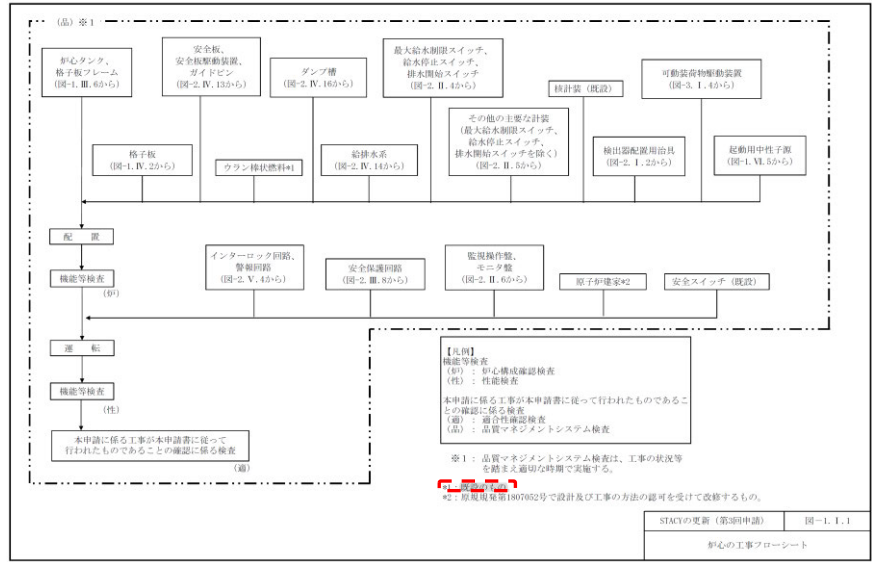 (品) ※1
炉心タンク、
格子板フレーム
(図-1.Ⅲ.6から)
安全板、
安全板駆動装置、
ガイドピン
(図-2.Ⅳ.13から)
ダンプ槽
(図-2.Ⅳ.16から)
最大給水制限スイッチ、
給水停止スイッチ、
排水開始スイッチ
(図-2.Ⅱ.4から)
核計装(既設)
可動装荷物駆動装置
(図-3.Ⅰ.4から)
格子板
(図-1.Ⅳ.2から)
ウラン棒状燃料*1
給排水系
(図-2.Ⅳ.14から)
その他の主要な計装
(最大給水制限スイッチ、
給水停止スイッチ、
排水開始スイッチを除く)
(図-2.Ⅱ.5から)
検出器配置用治具
(図-2.Ⅰ.2から)
起動用中性子源
(図-1.Ⅵ.5から)
配 置
機能等検査
(炉)
インターロック回路、
警報回路
(図-2.Ⅴ.4から)
安全保護回路
(図-2.Ⅲ.8から)
監視操作盤、
モニタ盤
(図-2.Ⅱ.6から)
原子炉建家*2
安全スイッチ(既設)
運 転
機能等検査
(性)
本申請に係る工事が本申請書に従って
行われたものであることの確認に係る検査
(適)
【凡例】
機能等検査
(炉) : 炉心構成確認検査
(性) : 性能検査
本申請に係る工事が本申請書に従って行われたものであるこ
との確認に係る検査
(適) : 適合性確認検査
(品) : 品質マネジメントシステム検査
※1: 品質マネジメントシステム検査は、工事の状況等
を踏まえ適切な時期で実施する。
*1:既設のもの
*2:原規規発第1807052号で設計及び工事の方法の認可を受けて改修するもの。
STACYの更新(第3回申請)
図-1.Ⅰ.1
炉心の工事フローシート